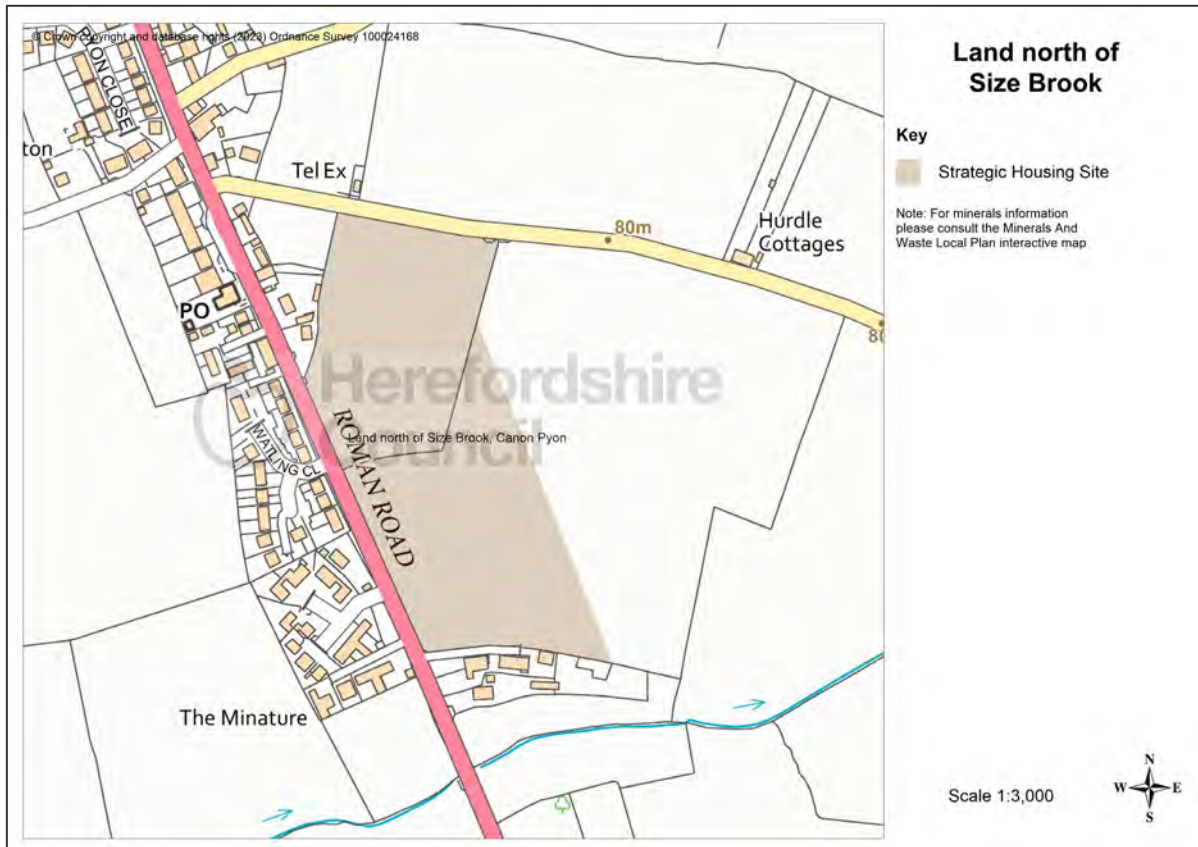 © Crown copyright and database rights (2023) Ordnance Survey 100024168
Land north of
Size Brook
Key
Strategic Housing Site
Note: For minerals information
please consult the Minerals And
Waste Local Plan interactive map
PYON CLOSE
ton
Tel Ex
80m
Hurdle
Cottages
PO
80
Herefordshire
Council
ROMAN ROAD
Land north of Size Brook, Canon Pyon
WATLING CL
The Minature
Scale 1:3,000
N
W E
S